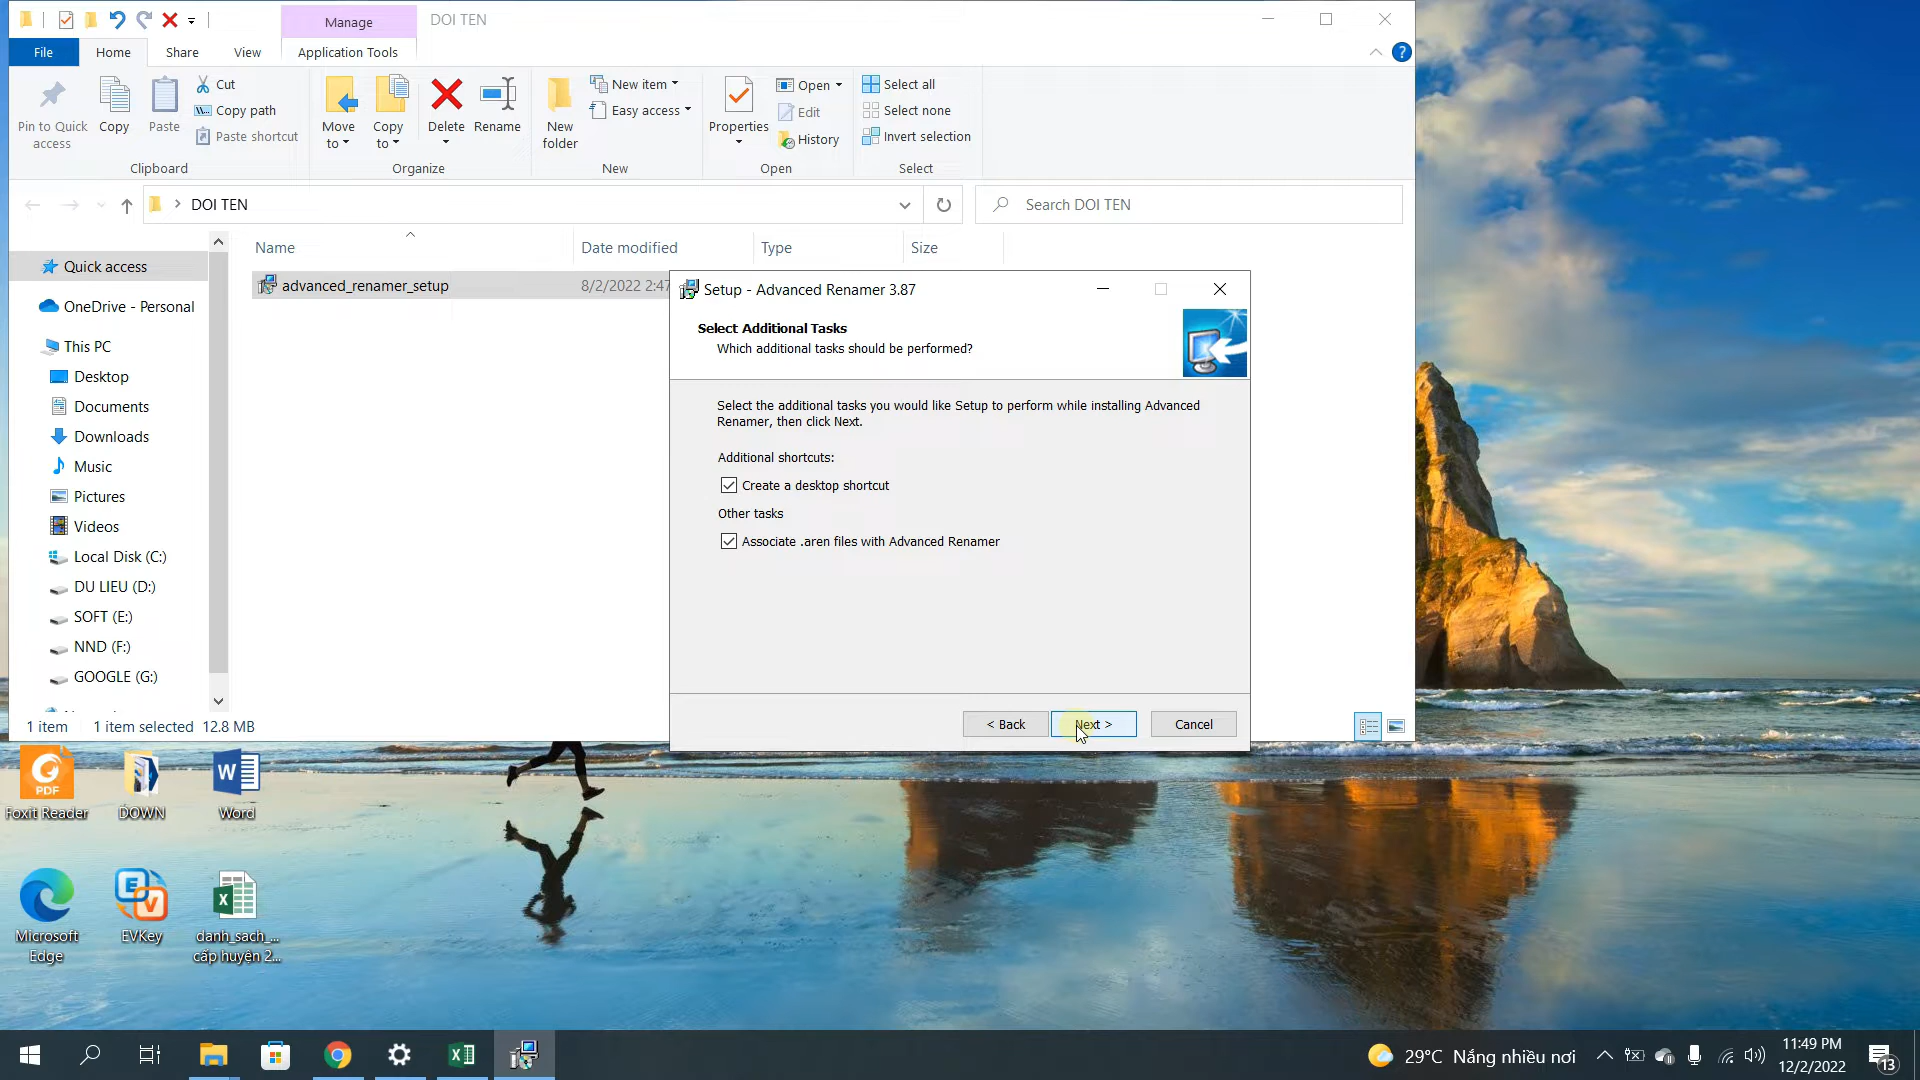 Manage
DOI TEN
File
Home
Share
View
Application Tools
Pin to Quick access
Copy
Paste
Cut
Copy path
Paste shortcut
Clipboard
Move to
Copy to
Delete
Rename
Organize
New folder
New item
Easy access
New
Properties
Open
Edit
History
Open
Select all
Select none
Invert selection
Select
DOI TEN
Search DOI TEN
Name
Date modified
Type
Size
Quick access
OneDrive - Personal
This PC
Desktop
Documents
Downloads
Music
Pictures
Videos
Local Disk (C:)
DU LIEU (D:)
SOFT (E:)
NND (F:)
GOOGLE (G:)
advanced_renamer_setup
8/2/2022 2:47
1 item
1 item selected
12.8 MB
Setup - Advanced Renamer 3.87
Select Additional Tasks
Which additional tasks should be performed?
Select the additional tasks you would like Setup to perform while installing Advanced
Renamer, then click Next.
Additional shortcuts:
Create a desktop shortcut
Other tasks
Associate .aren files with Advanced Renamer
< Back
Next >
Cancel
PDF
Foxit Reader
DOWN
Word
Microsoft
Edge
EVKey
danh_sach_...
cấp huyện 2...
29°C Nắng nhiều nơi
11:49 PM
12/2/2022
13